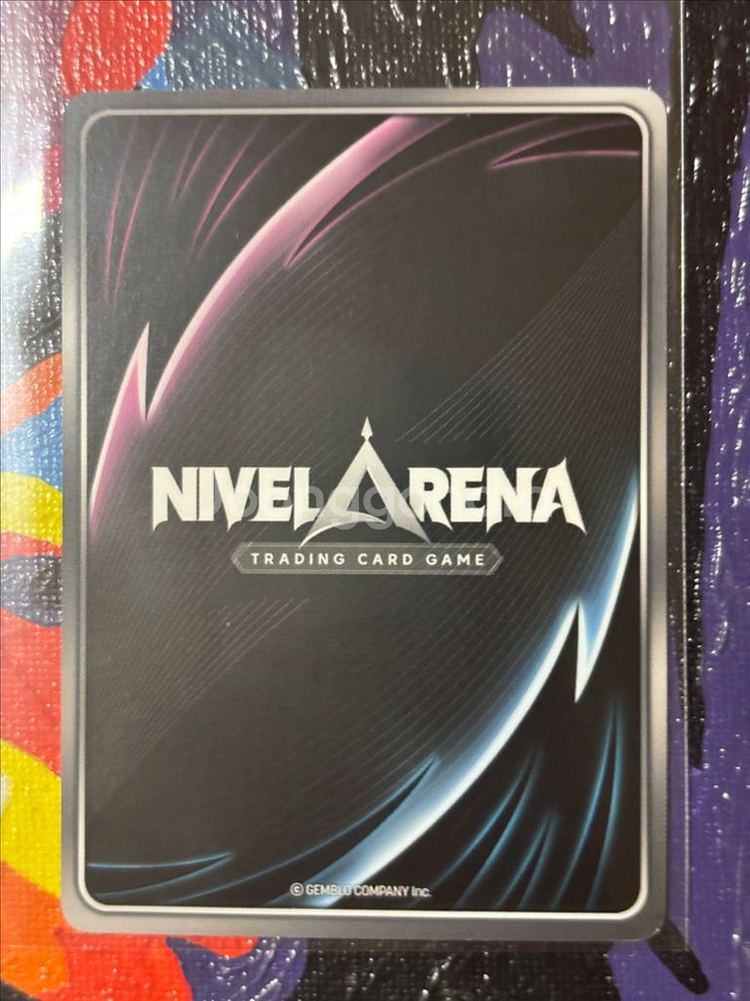 NIVEL ARENA
TRADING CARD GAME
© GEMBLO COMPANY Inc.